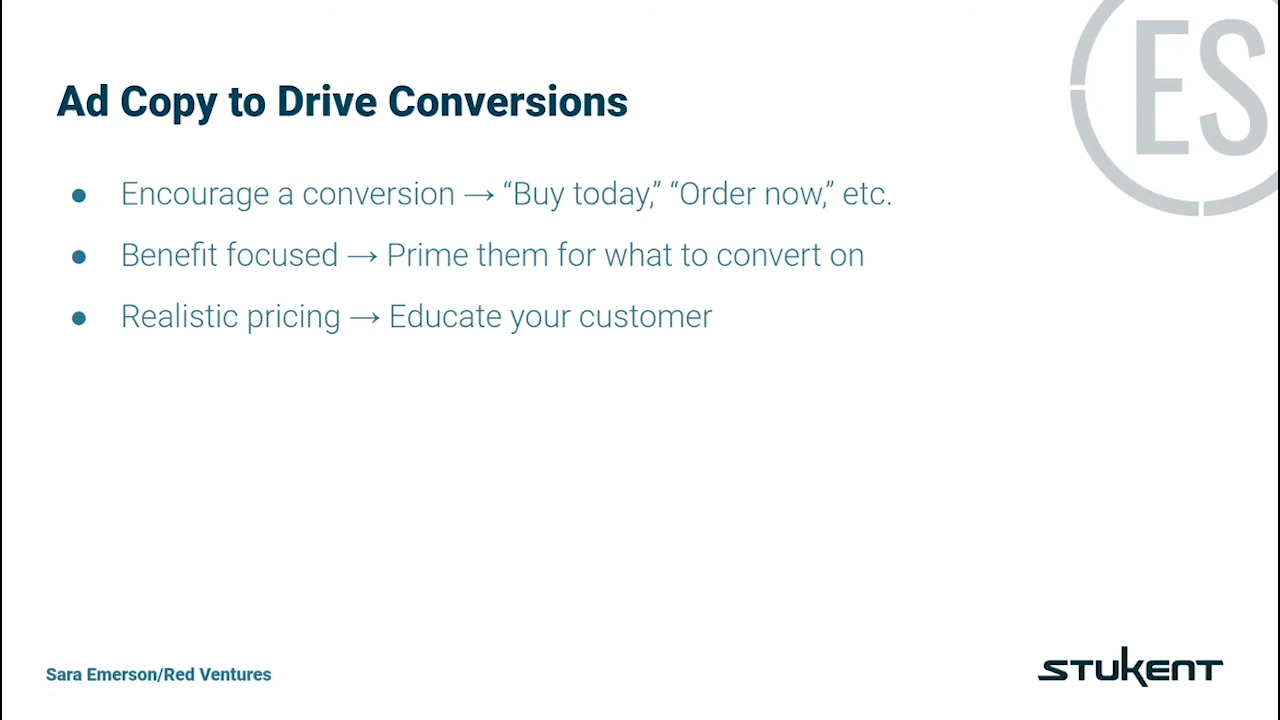 ES
Ad Copy to Drive Conversions
● Encourage a conversion → “Buy today,” “Order now,” etc.
● Benefit focused → Prime them for what to convert on
● Realistic pricing → Educate your customer
Sara Emerson/Red Ventures
STUKENT